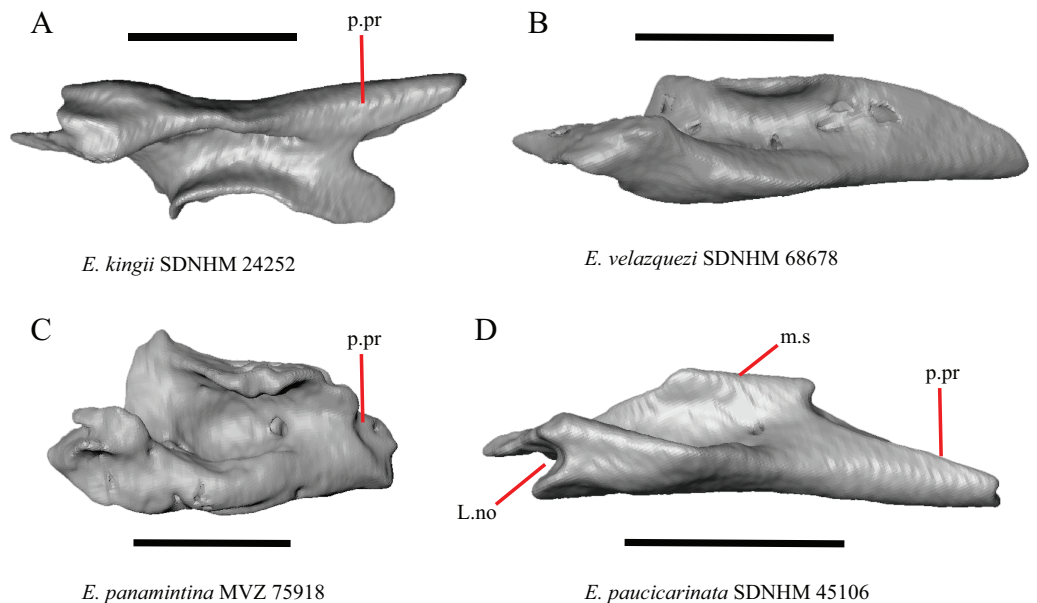 A
p.pr
B
E. kingii SDNHM 24252
E. velazquezi SDNHM 68678
C
p.pr
D
m.s
p.pr
L.no
E. panamintina MVZ 75918
E. paucicarinata SDNHM 45106